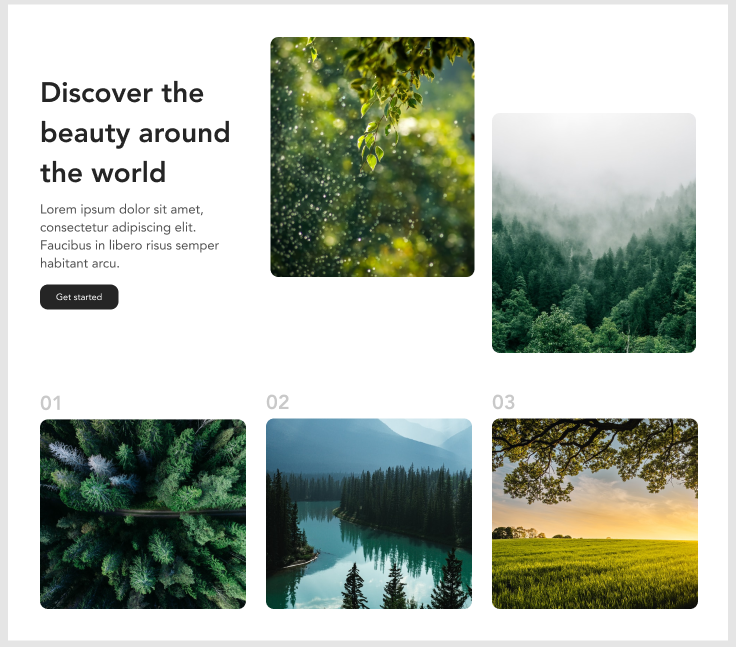 Discover the
beauty around
the world
Lorem ipsum dolor sit amet,
consectetur adipiscing elit.
Faucibus in libero risus semper
habitant arcu.
Get started
01
02
03